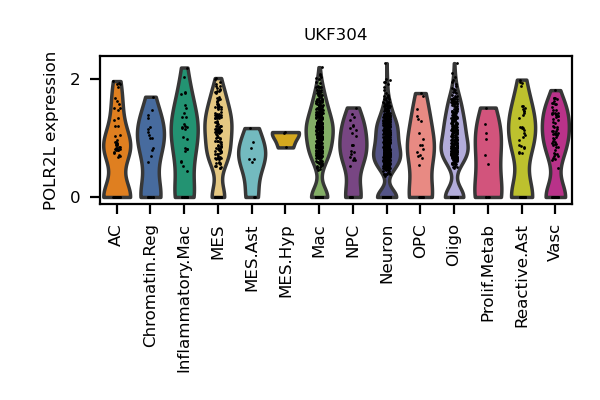 UKF304
POLR2L expression
2
0
AC
Chromatin.Reg
Inflammatory.Mac
MES
MES.Ast
MES.Hyp
Mac
NPC
Neuron
OPC
Oligo
Prolif.Metab
Reactive.Ast
Vasc